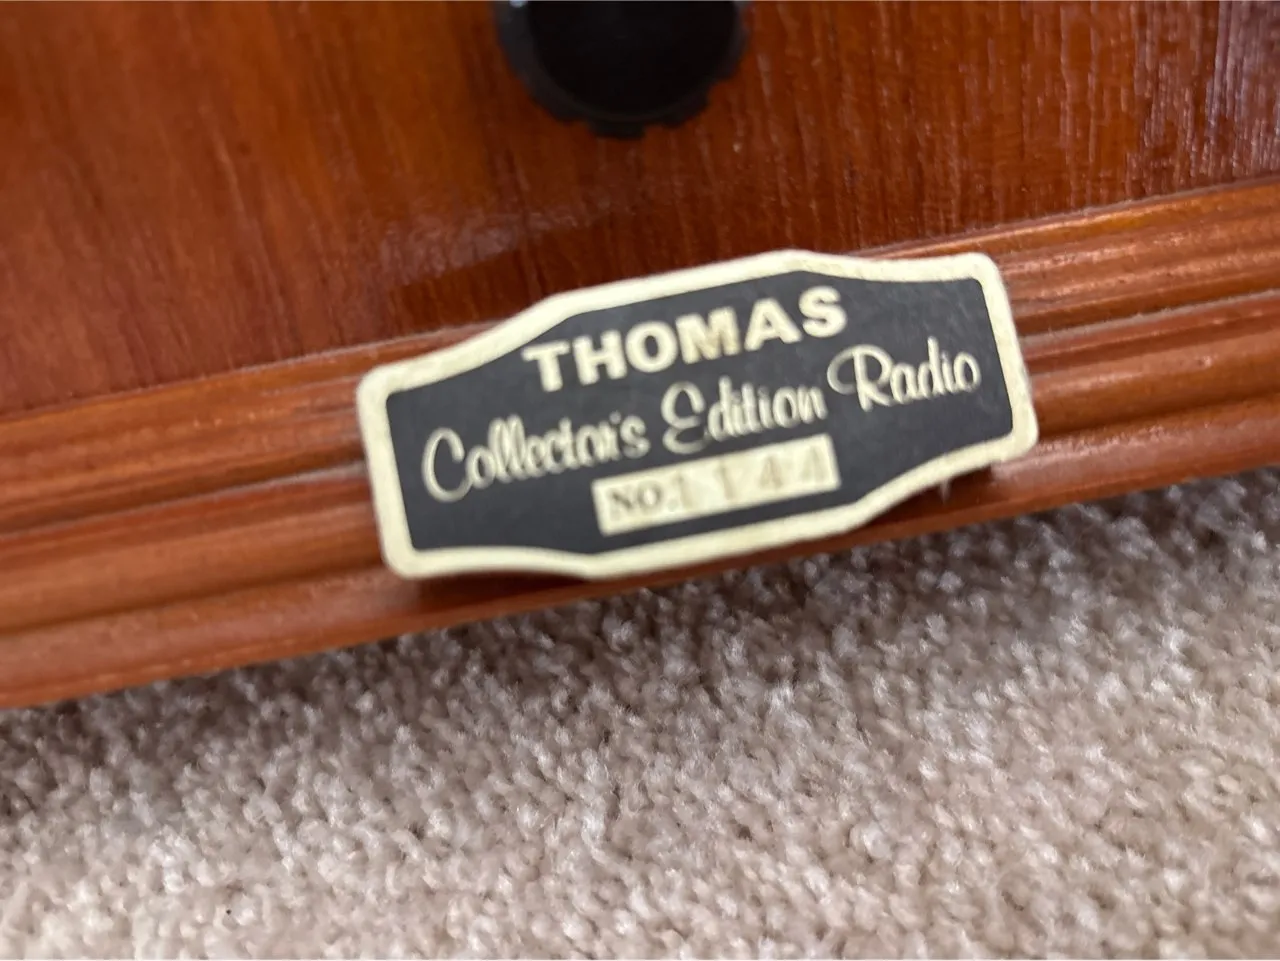 THOMAS
Collector's Edition Radio
NO. 1144